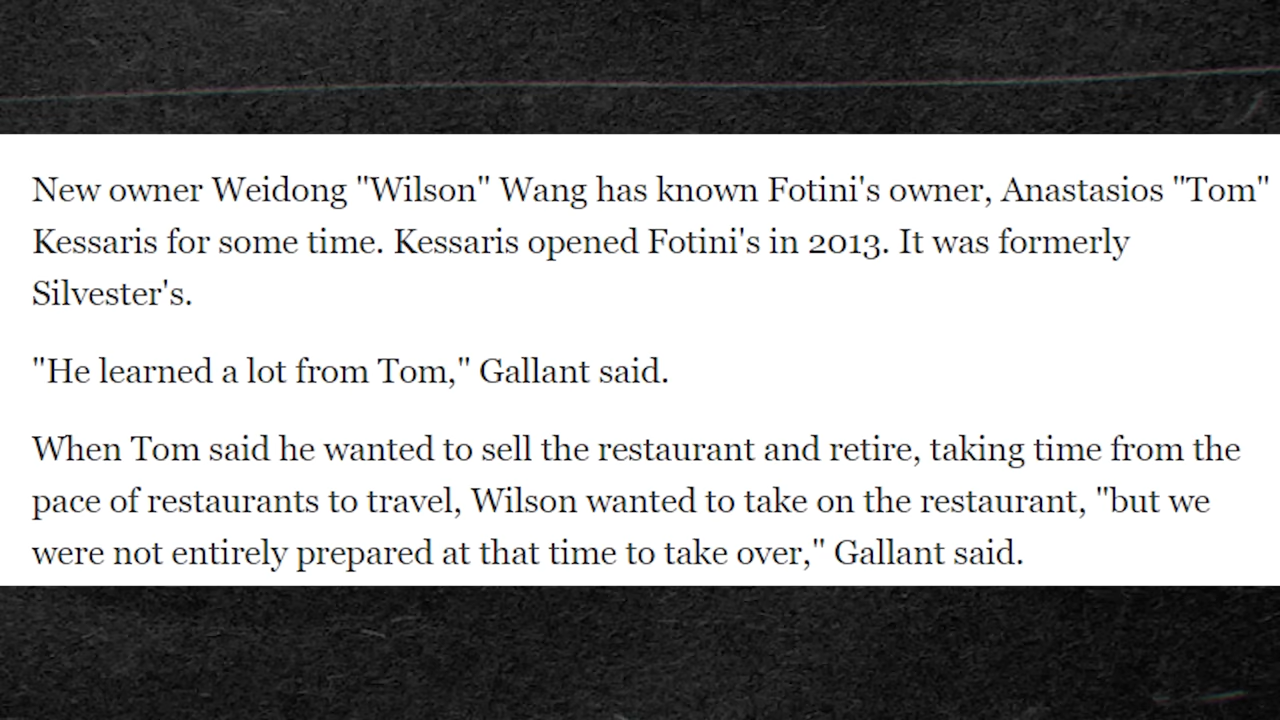 New owner Weidong "Wilson" Wang has known Fotini's owner, Anastasios "Tom"
Kessaris for some time. Kessaris opened Fotini's in 2013. It was formerly
Silvester's.
"He learned a lot from Tom," Gallant said.
When Tom said he wanted to sell the restaurant and retire, taking time from the
pace of restaurants to travel, Wilson wanted to take on the restaurant, "but we
were not entirely prepared at that time to take over," Gallant said.